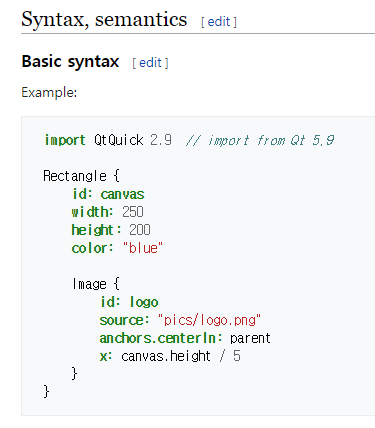 Syntax, semantics [ edit ]
Basic syntax [ edit ]
Example:
import QtQuick 2.9 // import from Qt 5.9
Rectangle {
    id: canvas
    width: 250
    height: 200
    color: "blue"
    Image {
        id: logo
        source: "pics/logo.png"
        anchors.centerIn: parent
        x: canvas.height / 5
    }
}